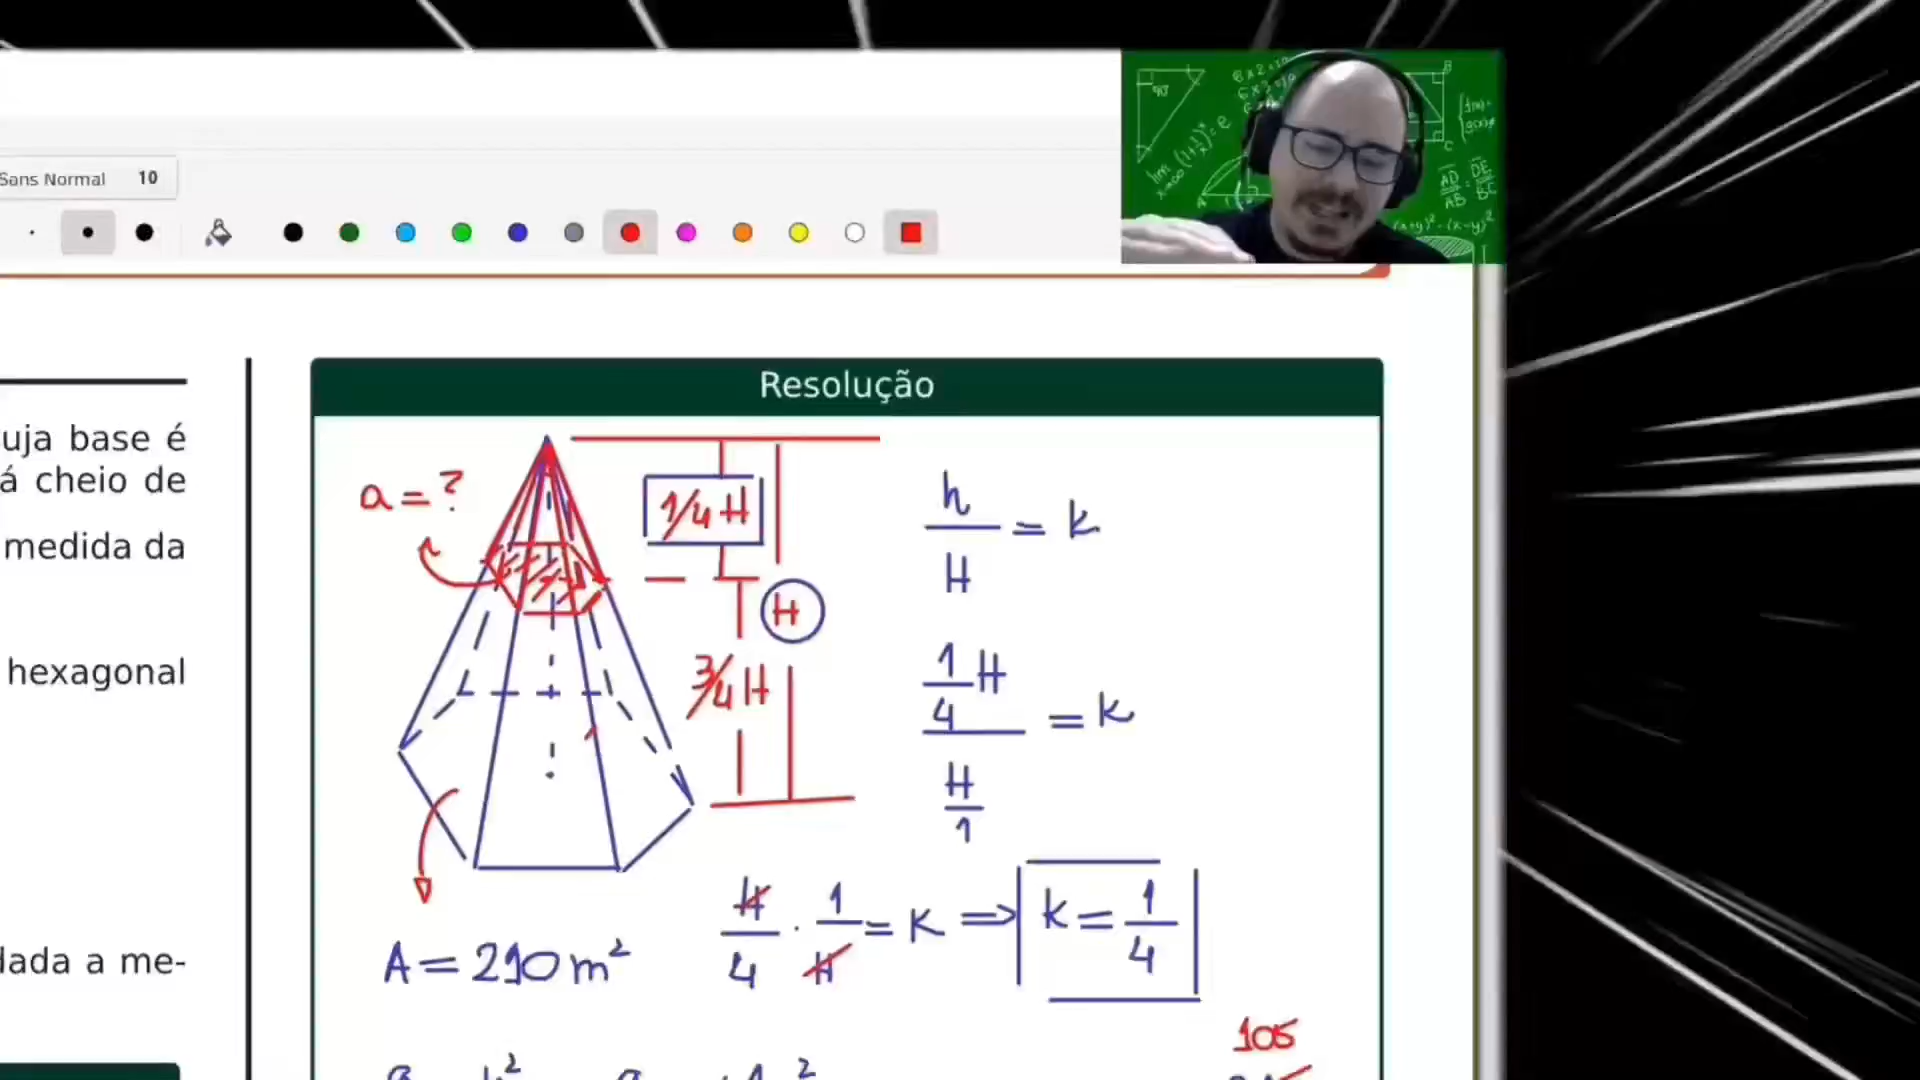 Sans Normal 10
uja base é
á cheio de
medida da
hexagonal
dada a me-
Resolução
a = ?
1/4 H
H
3/4 H
h/H = k
1/4 H / H/1 = k
H/4 · 1/H = K ⇒ k = 1/4
A = 210 m²
105